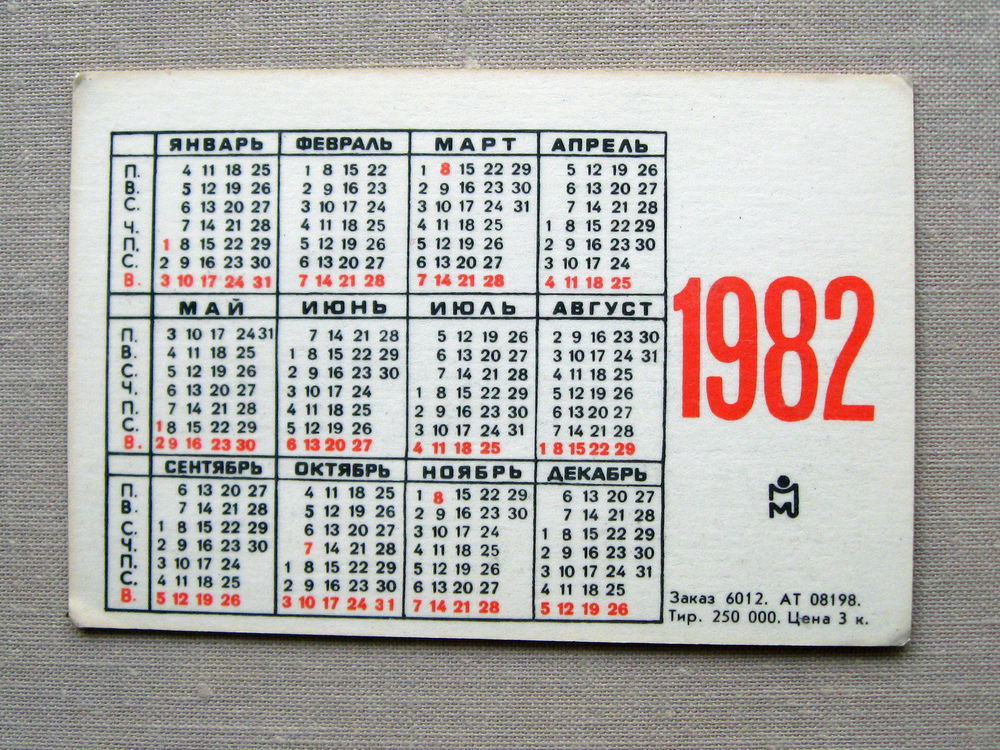 ЯНВАРЬ ФЕВРАЛЬ МАРТ АПРЕЛЬ
П. 4 11 18 25 1 8 15 22 1 8 15 22 29 5 12 19 26
В. 5 12 19 26 2 9 16 23 2 9 16 23 30 6 13 20 27
С. 6 13 20 27 3 10 17 24 3 10 17 24 31 7 14 21 28
Ч. 7 14 21 28 4 11 18 25 4 11 18 25 1 8 15 22 29
П. 1 8 15 22 29 5 12 19 26 5 12 19 26 2 9 16 23 30
С. 2 9 16 23 30 6 13 20 27 6 13 20 27 3 10 17 24
В. 3 10 17 24 31 7 14 21 28 7 14 21 28 4 11 18 25
1982
МАЙ ИЮНЬ ИЮЛЬ АВГУСТ
П. 3 10 17 24 31 7 14 21 28 5 12 19 26 2 9 16 23 30
В. 4 11 18 25 1 8 15 22 29 6 13 20 27 3 10 17 24 31
С. 5 12 19 26 2 9 16 23 30 7 14 21 28 4 11 18 25
Ч. 6 13 20 27 3 10 17 24 1 8 15 22 29 5 12 19 26
П. 7 14 21 28 4 11 18 25 2 9 16 23 30 6 13 20 27
С. 1 8 15 22 29 5 12 19 26 3 10 17 24 31 7 14 21 28
В. 2 9 16 23 30 6 13 20 27 4 11 18 25 1 8 15 22 29
СЕНТЯБРЬ ОКТЯБРЬ НОЯБРЬ ДЕКАБРЬ
П. 6 13 20 27 4 11 18 25 1 8 15 22 29 6 13 20 27
В. 7 14 21 28 5 12 19 26 2 9 16 23 30 7 14 21 28
С. 1 8 15 22 29 6 13 20 27 3 10 17 24 1 8 15 22 29
Ч. 2 9 16 23 30 7 14 21 28 4 11 18 25 2 9 16 23 30
П. 3 10 17 24 1 8 15 22 29 5 12 19 26 3 10 17 24 31
С. 4 11 18 25 2 9 16 23 30 6 13 20 27 4 11 18 25
В. 5 12 19 26 3 10 17 24 31 7 14 21 28 5 12 19 26
Заказ 6012. АТ 08198.
Тир. 250 000. Цена 3 к.